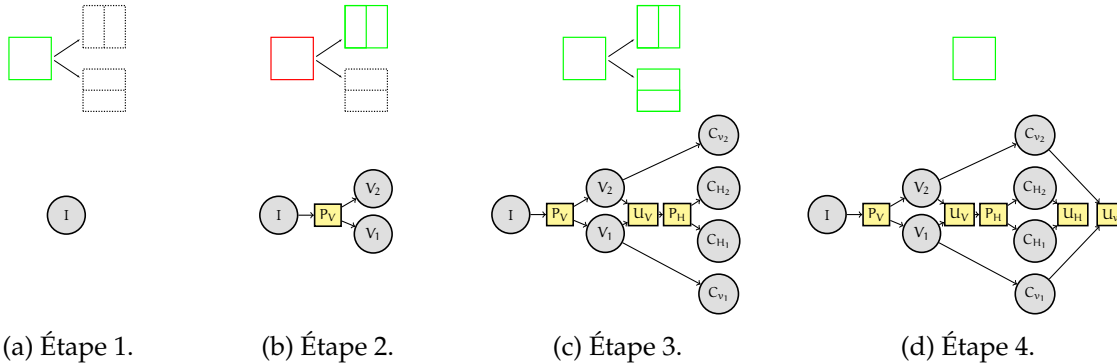 I
(a) Étape 1.
I
P_V
V_2
V_1
(b) Étape 2.
I
P_V
V_2
V_1
U_V
P_H
C_{v_2}
C_{H_2}
C_{H_1}
C_{v_1}
(c) Étape 3.
I
P_V
V_2
V_1
U_V
P_H
C_{v_2}
C_{H_2}
C_{H_1}
C_{v_1}
U_H
U_v
(d) Étape 4.